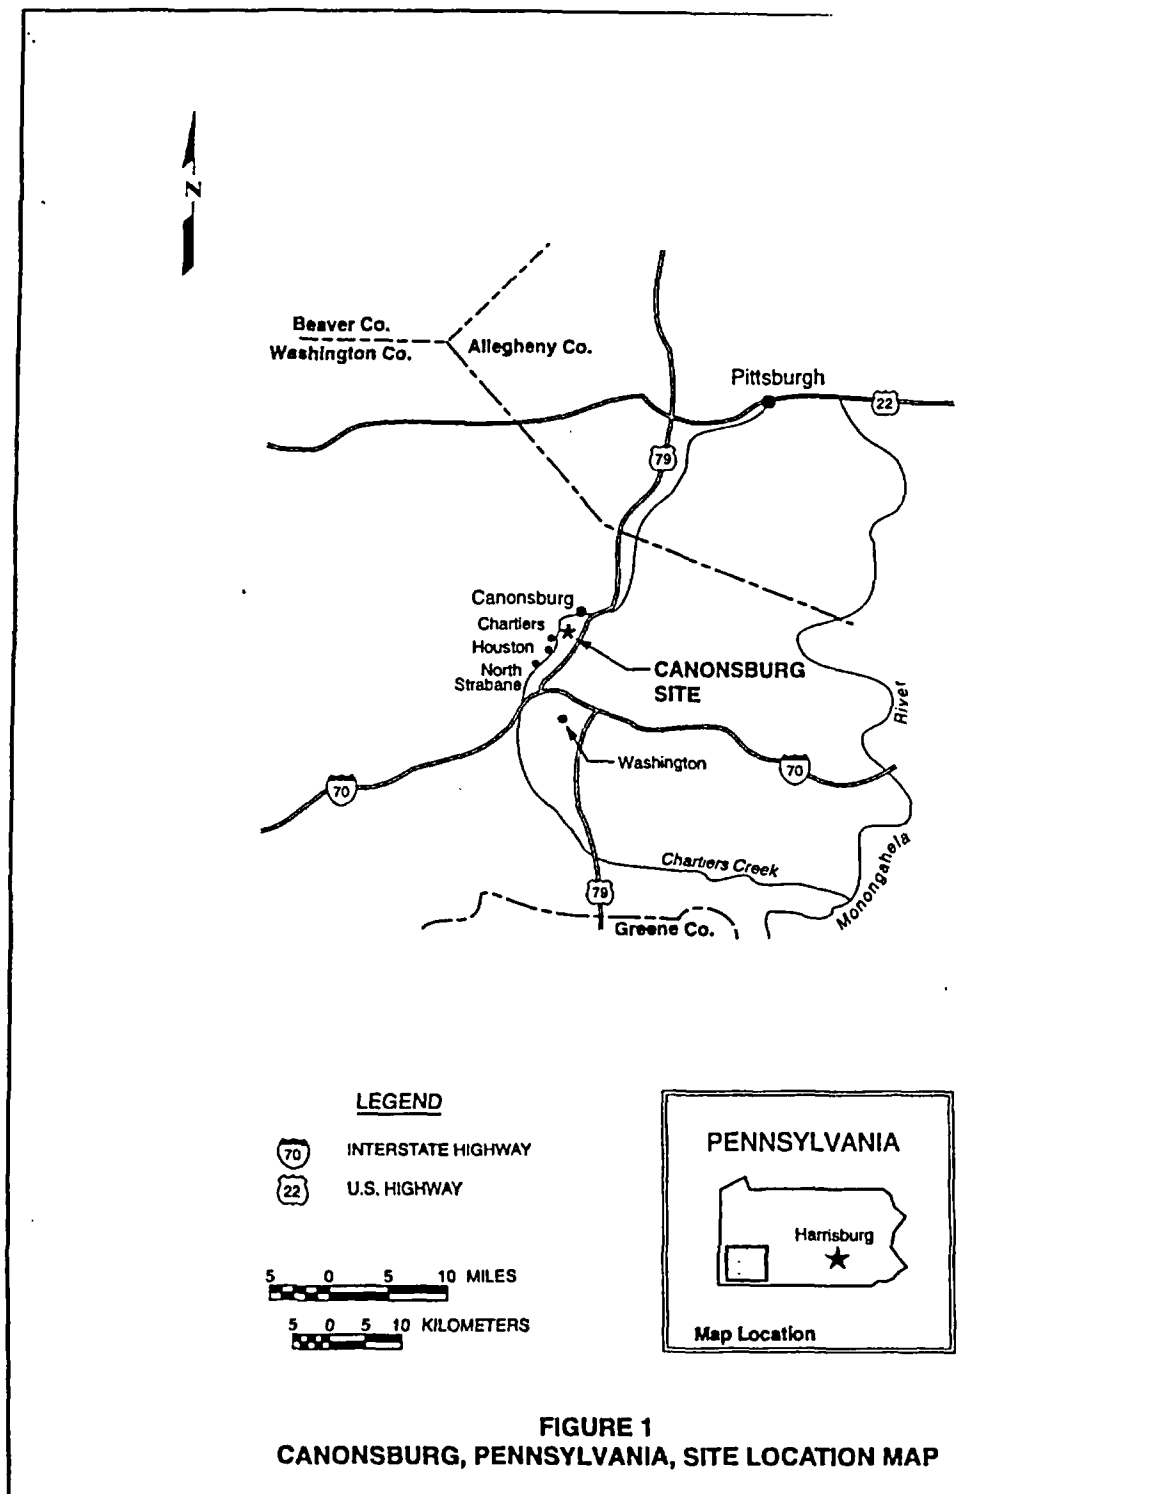 N
Beaver Co.
Washington Co.
Allegheny Co.
Pittsburgh
22
79
Canonsburg
Chartiers
Houston
North
Strabane
CANONSBURG
SITE
River
Washington
70
70
Chartiers Creek
Monongahela
79
Greene Co.
LEGEND
70 INTERSTATE HIGHWAY
22 U.S. HIGHWAY
5 0 5 10 MILES
5 0 5 10 KILOMETERS
PENNSYLVANIA
Harrisburg
Map Location
FIGURE 1
CANONSBURG, PENNSYLVANIA, SITE LOCATION MAP